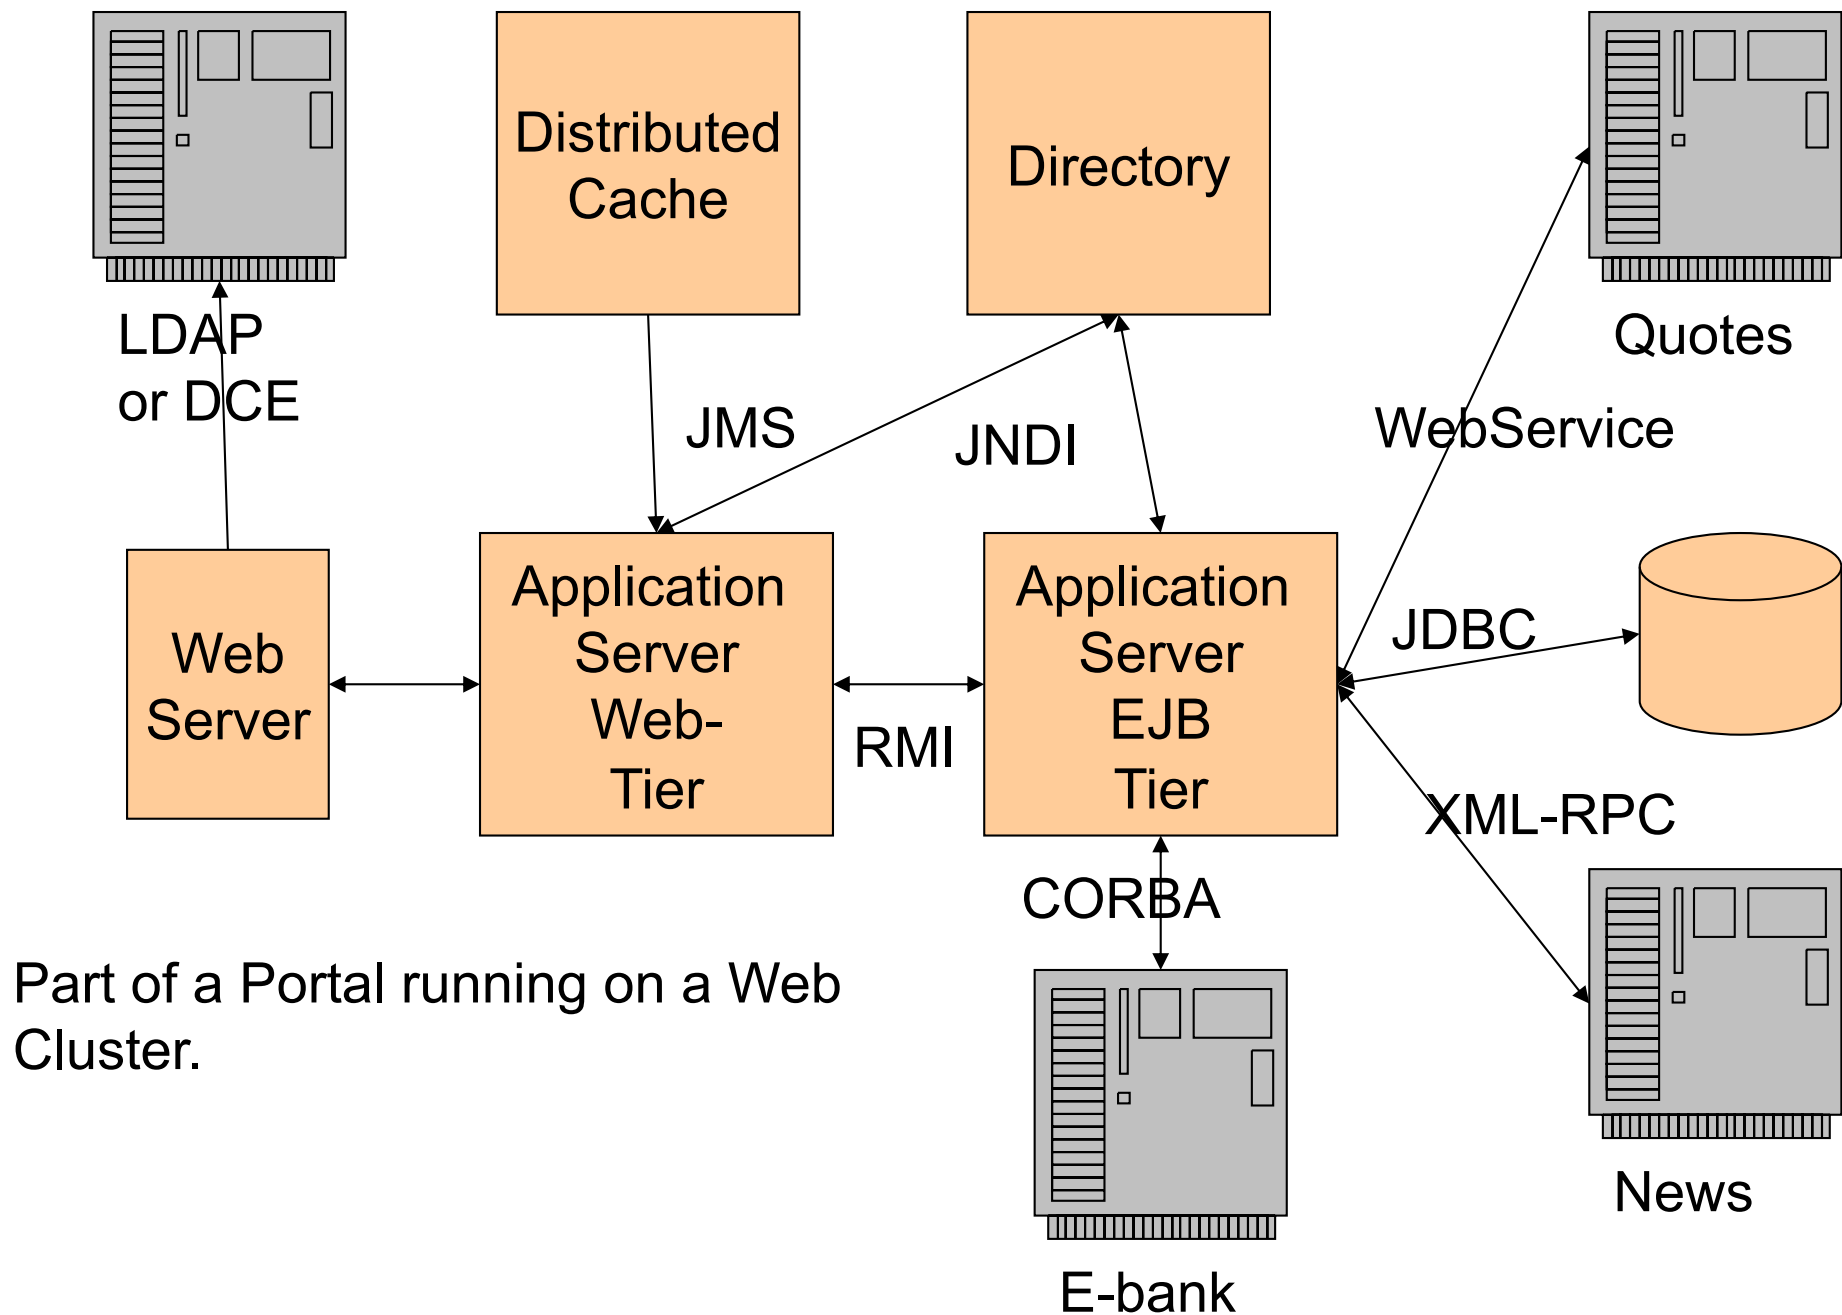 Distributed
Cache
Directory
LDAP
or DCE
Quotes
JMS
JNDI
WebService
Web
Server
Application
Server
Web-
Tier
RMI
Application
Server
EJB
Tier
JDBC
XML-RPC
CORBA
Part of a Portal running on a Web
Cluster.
News
E-bank